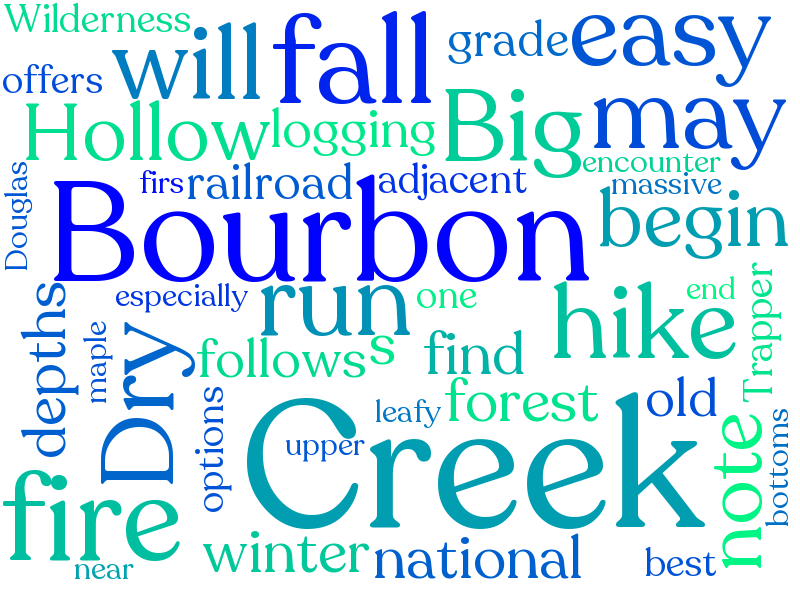 Wilderness
will
fall
grade
easy
offers
Hollow
logging
Big
may
encounter
Douglas
firs
railroad
adjacent
massive
Bourbon
begin
depths
especially
run
one
hike
end
Trapper
maple
Dry
follows
s
find
options
leafy
forest
old
upper
Creek
note
bottoms
fire
near
winter
national
best